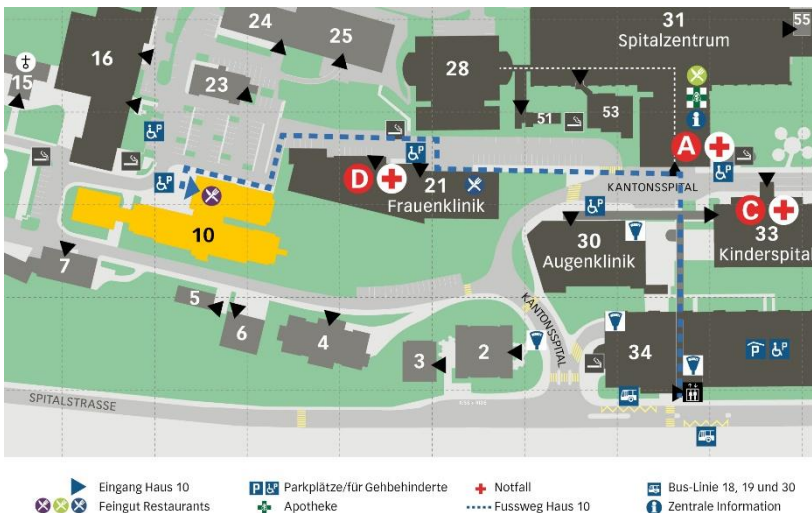 24
25
31
Spitalzentrum
55
16
28
23
15
51
53
A
D
21
Frauenklinik
KANTONSSPITAL
C
33
Kinderspital
10
30
Augenklinik
7
5
6
4
3
2
KANTONSSPITAL
34
P
SPITALSTRASSE
Eingang Haus 10
P
P
Parkplätze/für Gehbehinderte
Notfall
Bus-Linie 18, 19 und 30
Feingut Restaurants
Apotheke
Fussweg Haus 10
i
Zentrale Information